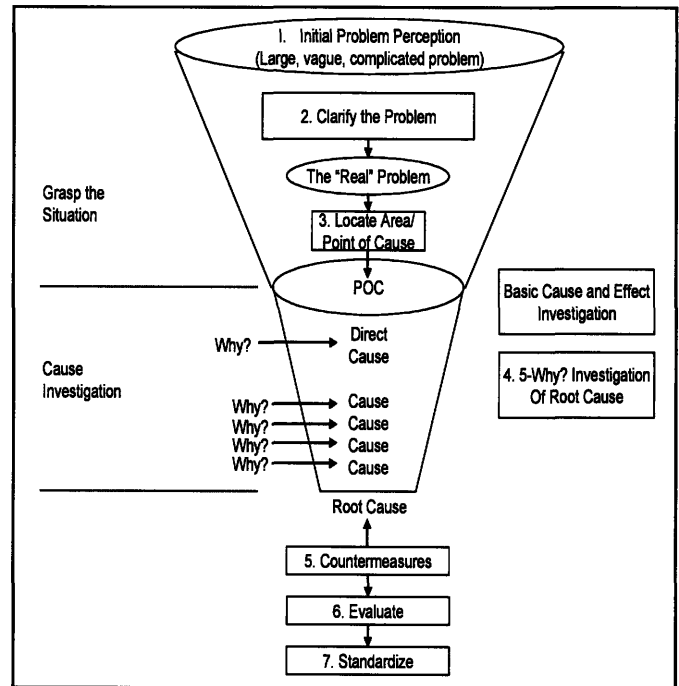 I. Initial Problem Perception
(Large, vague, complicated problem)
2. Clarify the Problem
The "Real" Problem
Grasp the
Situation
3. Locate Area/
Point of Cause
POC
Basic Cause and Effect
Investigation
Why?
Direct
Cause
Cause
Investigation
4. 5-Why? Investigation
Of Root Cause
Why?
Cause
Why?
Cause
Why?
Cause
Why?
Cause
Root Cause
5. Countermeasures
6. Evaluate
7. Standardize